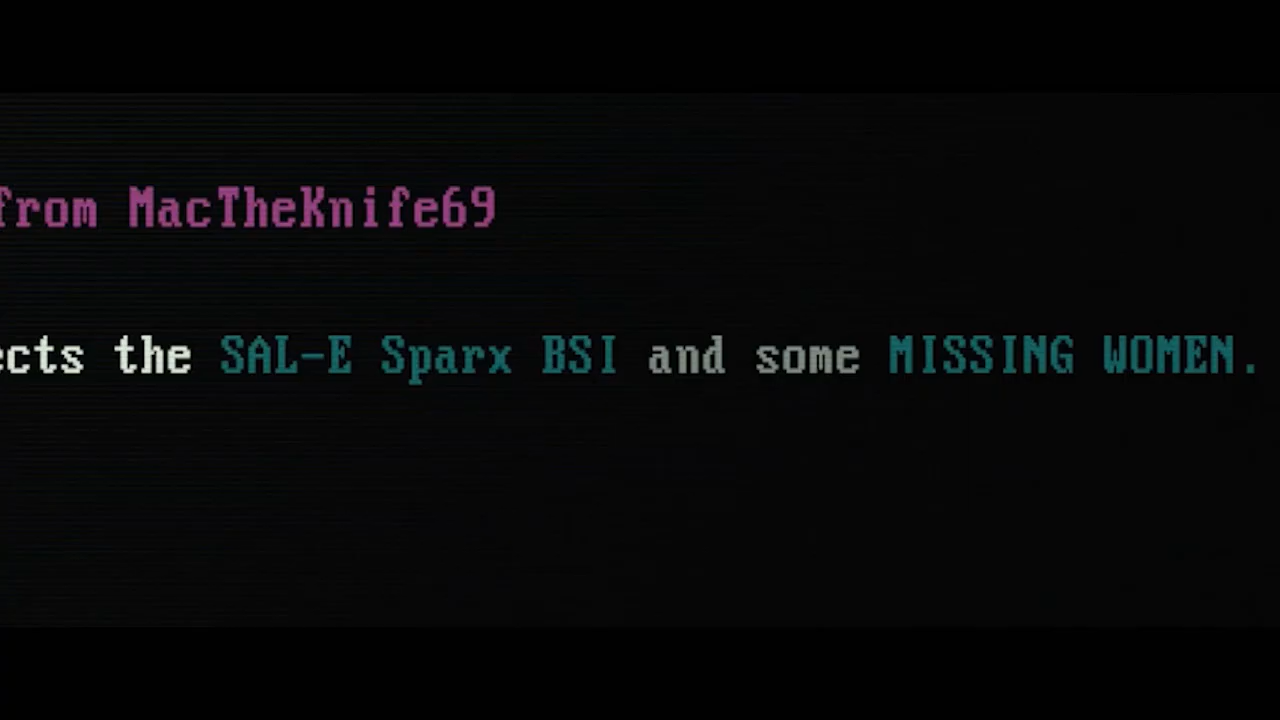 from MacTheKnife69
ects the SAL-E Sparx BSI and some MISSING WOMEN.